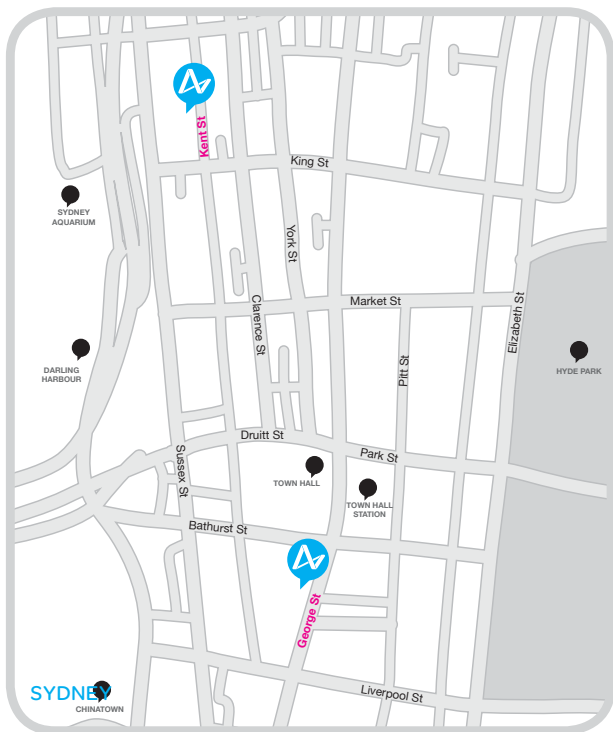 Kent St
King St
SYDNEY
AQUARIUM
York St
Market St
Clarence St
Elizabeth St
DARLING
HARBOUR
Pitt St
HYDE PARK
Druitt St
Park St
Sussex St
TOWN HALL
TOWN HALL
STATION
Bathurst St
George St
Liverpool St
SYDNEY
CHINATOWN